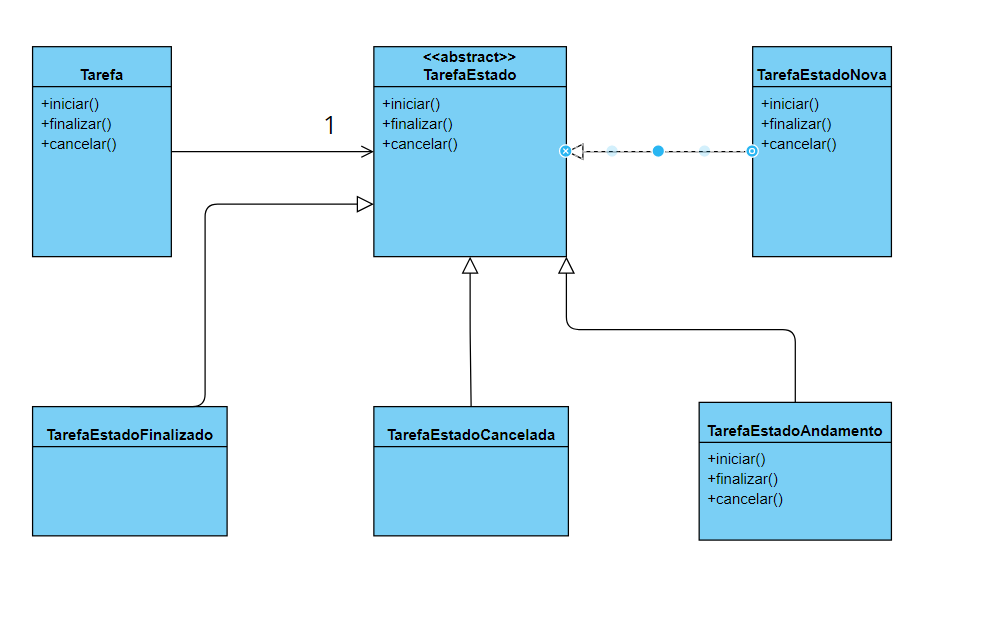 Tarefa
+iniciar()
+finalizar()
+cancelar()
1
<<abstract>>
TarefaEstado
+iniciar()
+finalizar()
+cancelar()
TarefaEstadoNova
+iniciar()
+finalizar()
+cancelar()
TarefaEstadoFinalizado
TarefaEstadoCancelada
TarefaEstadoAndamento
+iniciar()
+finalizar()
+cancelar()